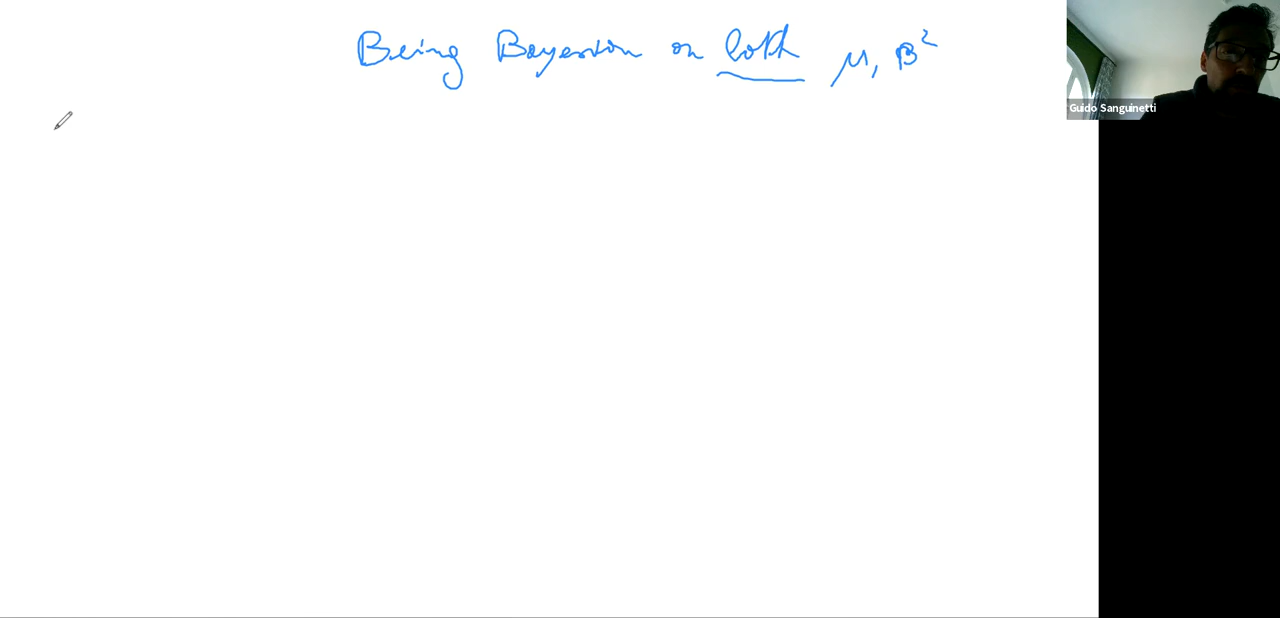 Being Bayesian on both μ, β²
Guido Sanguinetti